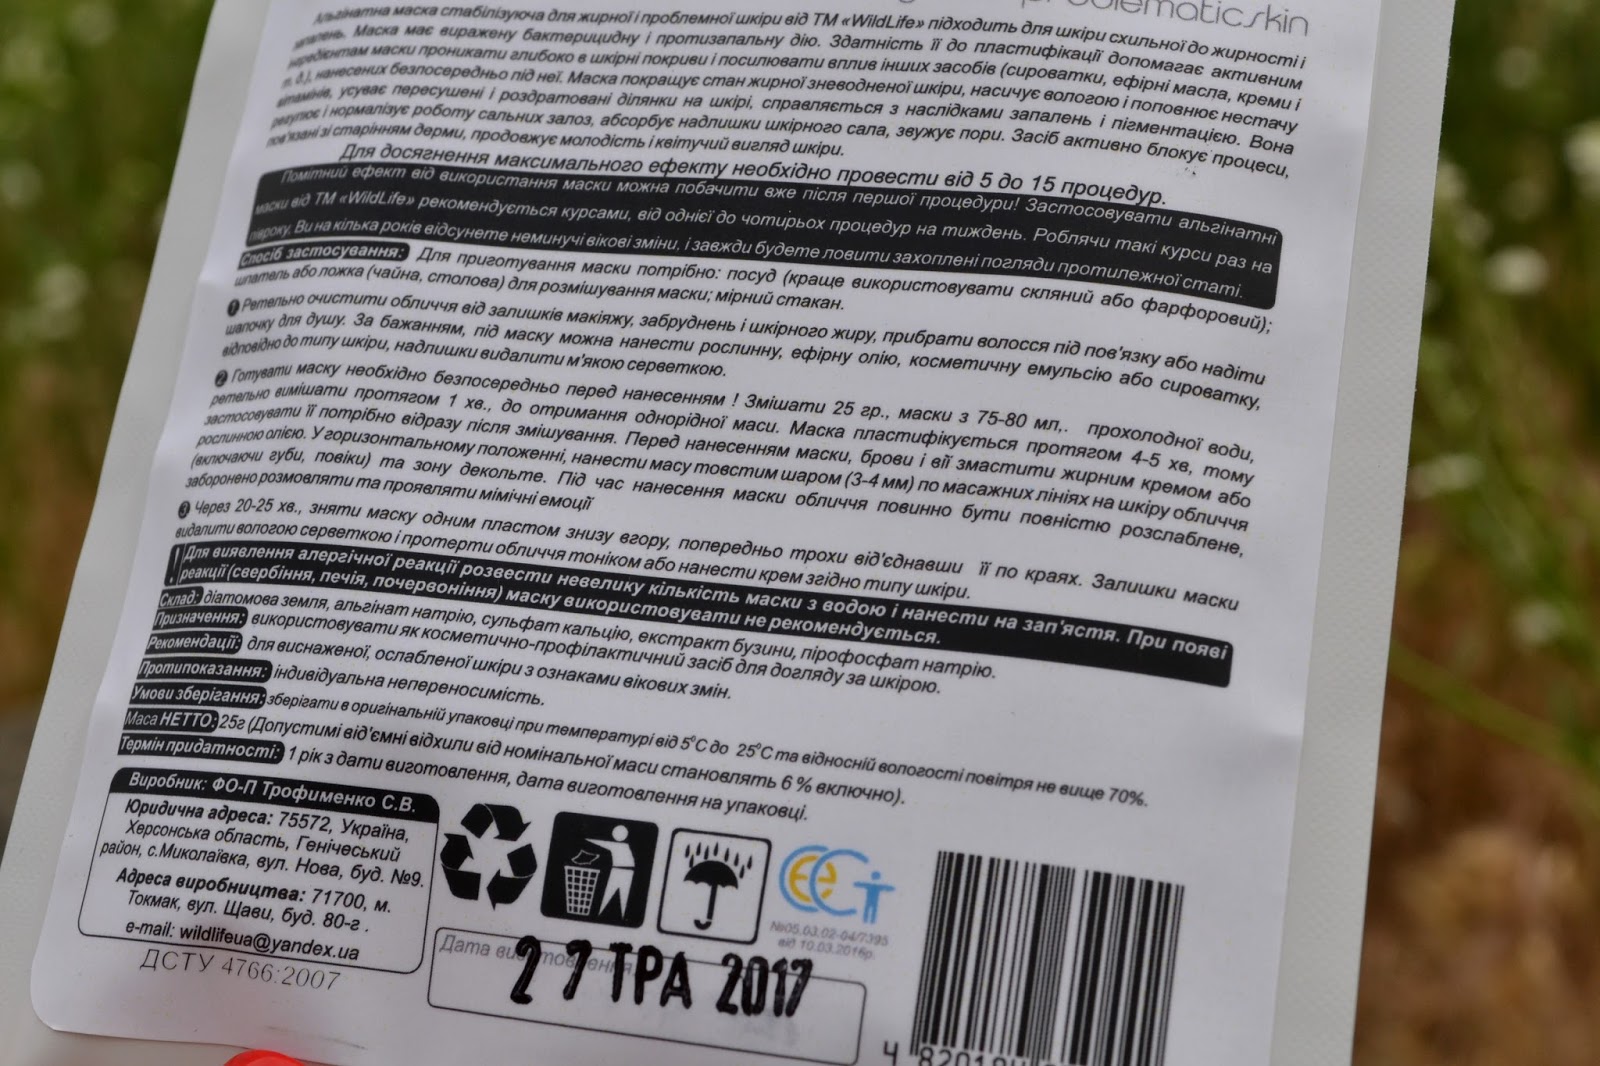 problematicskin
Альгінатна маска стабілізуюча для жирної і проблемної шкіри від ТМ «WildLife» підходить для шкіри схильної до жирності і
запалень. Маска має виражену бактерицидну і протизапальну дію. Здатність її до пластифікації допомагає активним
інгредієнтам маски проникати глибоко в шкірні покриви і посилювати вплив інших засобів (сироватки, ефірні масла, креми і
т. д.), нанесених безпосередньо під неї. Маска покращує стан жирної зневодненої шкіри, насичує вологою і поповнює нестачу
вітамінів, усуває пересушені і роздратовані ділянки на шкірі, справляється з наслідками запалень і пігментацією. Вона
регулює і нормалізує роботу сальних залоз, абсорбує надлишки шкірного сала, звужує пори. Засіб активно блокує процеси,
пов'язані зі старінням дерми, продовжує молодість і квітучий вигляд шкіри.
Для досягнення максимального ефекту необхідно провести від 5 до 15 процедур.
Помітний ефект від використання маски можна побачити вже після першої процедури! Застосовувати альгінатні
маски від ТМ «WildLife» рекомендується курсами, від однієї до чотирьох процедур на тиждень. Роблячи такі курси раз на
півроку. Ви на кілька років відсунете неминучі вікові зміни, і завжди будете ловити захоплені погляди протилежної статі.
Спосіб застосування: Для приготування маски потрібно: посуд (краще використовувати скляний або фарфоровий);
шпатель або ложка (чайна, столова) для розмішування маски; мірний стакан.
1 Ретельно очистити обличчя від залишків макіяжу, забруднень і шкірного жиру, прибрати волосся під пов'язку або надіти
шапочку для душу. За бажанням, під маску можна нанести рослинну, ефірну олію, косметичну емульсію або сироватку,
відповідно до типу шкіри, надлишки видалити м'якою серветкою.
2 Готувати маску необхідно безпосередньо перед нанесенням ! Змішати 25 гр., маски з 75-80 мл,. прохолодної води,
ретельно вимішати протягом 1 хв., до отримання однорідної маси. Маска пластифікується протягом 4-5 хв, тому
застосовувати її потрібно відразу після змішування. Перед нанесенням маски, брови і вії змастити жирним кремом або
рослинною олією. У горизонтальному положенні, нанести масу товстим шаром (3-4 мм) по масажних лініях на шкіру обличчя
(включаючи губи, повіки) та зону декольте. Під час нанесення маски обличчя повинно бути повністю розслаблене,
заборонено розмовляти та проявляти мімічні емоції
3 Через 20-25 хв., зняти маску одним пластом знизу вгору, попередньо трохи від'єднавши її по краях. Залишки маски
видалити вологою серветкою і протерти обличчя тоніком або нанести крем згідно типу шкіри.
! Для виявлення алергічної реакції розвести невелику кількість маски з водою і нанести на зап'ястя. При появі
реакції (свербіння, печія, почервоніння) маску використовувати не рекомендується.
Склад: діатомова земля, альгінат натрію, сульфат кальцію, екстракт бузини, пірофосфат натрію.
Призначення: використовувати як косметично-профілактичний засіб для догляду за шкірою.
Рекомендації: для виснаженої, ослабленої шкіри з ознаками вікових змін.
Протипоказання: індивідуальна непереносимість.
Умови зберігання: зберігати в оригінальній упаковці при температурі від 5°С до 25°С та відносній вологості повітря не вище 70%.
Маса НЕТТО: 25г (Допустимі від'ємні відхили від номінальної маси становлять 6 % включно).
Термін придатності: 1 рік з дати виготовлення, дата виготовлення на упаковці.
Виробник: ФО-П Трофименко С.В.
Юридична адреса: 75572, Україна,
Херсонська область, Генічеський
район, с.Миколаївка, вул. Нова, буд. №9.
Адреса виробництва: 71700, м.
Токмак, вул. Щави, буд. 80-г .
e-mail: wildlifeua@yandex.ua
ДСТУ 4766:2007
№05.03.02-04/7395
від 10.03.2016р.
Дата виготовлення,
27 ТРА 2017
4 820184